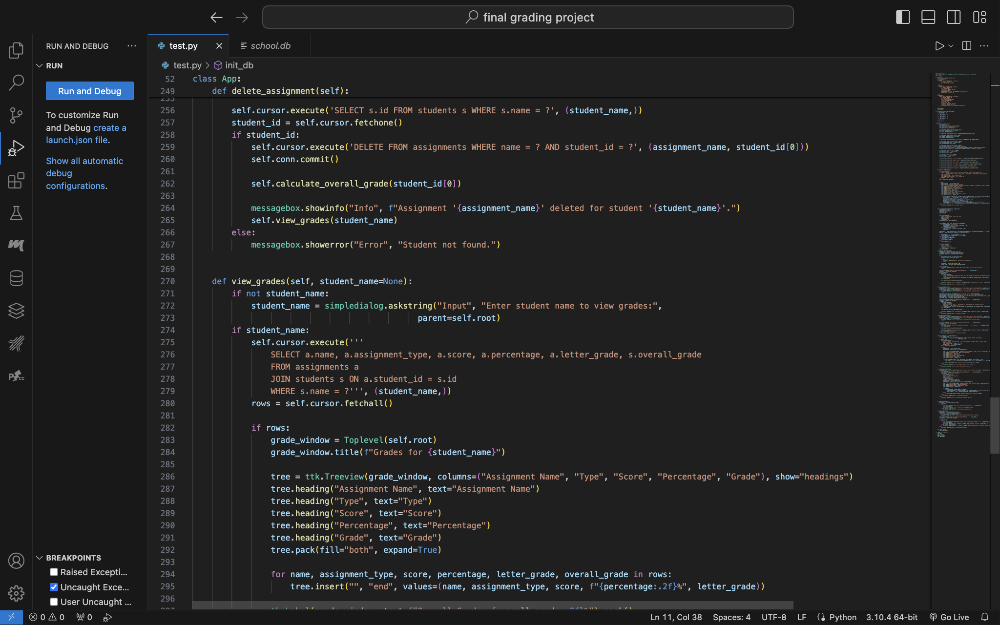 final grading project
RUN AND DEBUG
test.py
school.db
RUN
Run and Debug
To customize Run
and Debug create a
launch.json file.
Show all automatic
debug
configurations.
test.py > init_db
52 class App:
249 def delete_assignment(self):
255
256 self.cursor.execute('SELECT s.id FROM students s WHERE s.name = ?', (student_name,))
257 student_id = self.cursor.fetchone()
258 if student_id:
259 self.cursor.execute('DELETE FROM assignments WHERE name = ? AND student_id = ?', (assignment_name, student_id[0]))
260 self.conn.commit()
261
262 self.calculate_overall_grade(student_id[0])
263
264 messagebox.showinfo("Info", f"Assignment '{assignment_name}' deleted for student '{student_name}'.")
265 self.view_grades(student_name)
266 else:
267 messagebox.showerror("Error", "Student not found.")
268
269
270 def view_grades(self, student_name=None):
271 if not student_name:
272 student_name = simpledialog.askstring("Input", "Enter student name to view grades:",
273 parent=self.root)
274 if student_name:
275 self.cursor.execute('''
276 SELECT a.name, a.assignment_type, a.score, a.percentage, a.letter_grade, s.overall_grade
277 FROM assignments a
278 JOIN students s ON a.student_id = s.id
279 WHERE s.name = ?''', (student_name,))
280 rows = self.cursor.fetchall()
281
282 if rows:
283 grade_window = Toplevel(self.root)
284 grade_window.title(f"Grades for {student_name}")
285
286 tree = ttk.Treeview(grade_window, columns=("Assignment Name", "Type", "Score", "Percentage", "Grade"), show="headings")
287 tree.heading("Assignment Name", text="Assignment Name")
288 tree.heading("Type", text="Type")
289 tree.heading("Score", text="Score")
290 tree.heading("Percentage", text="Percentage")
291 tree.heading("Grade", text="Grade")
292 tree.pack(fill="both", expand=True)
293
294 for name, assignment_type, score, percentage, letter_grade, overall_grade in rows:
295 tree.insert("", "end", values=(name, assignment_type, score, f"{percentage:.2f}%", letter_grade))
296
BREAKPOINTS
Raised Excepti...
Uncaught Exce...
User Uncaught ...
0 0 0
Ln 11, Col 38 Spaces: 4 UTF-8 LF Python 3.10.4 64-bit Go Live